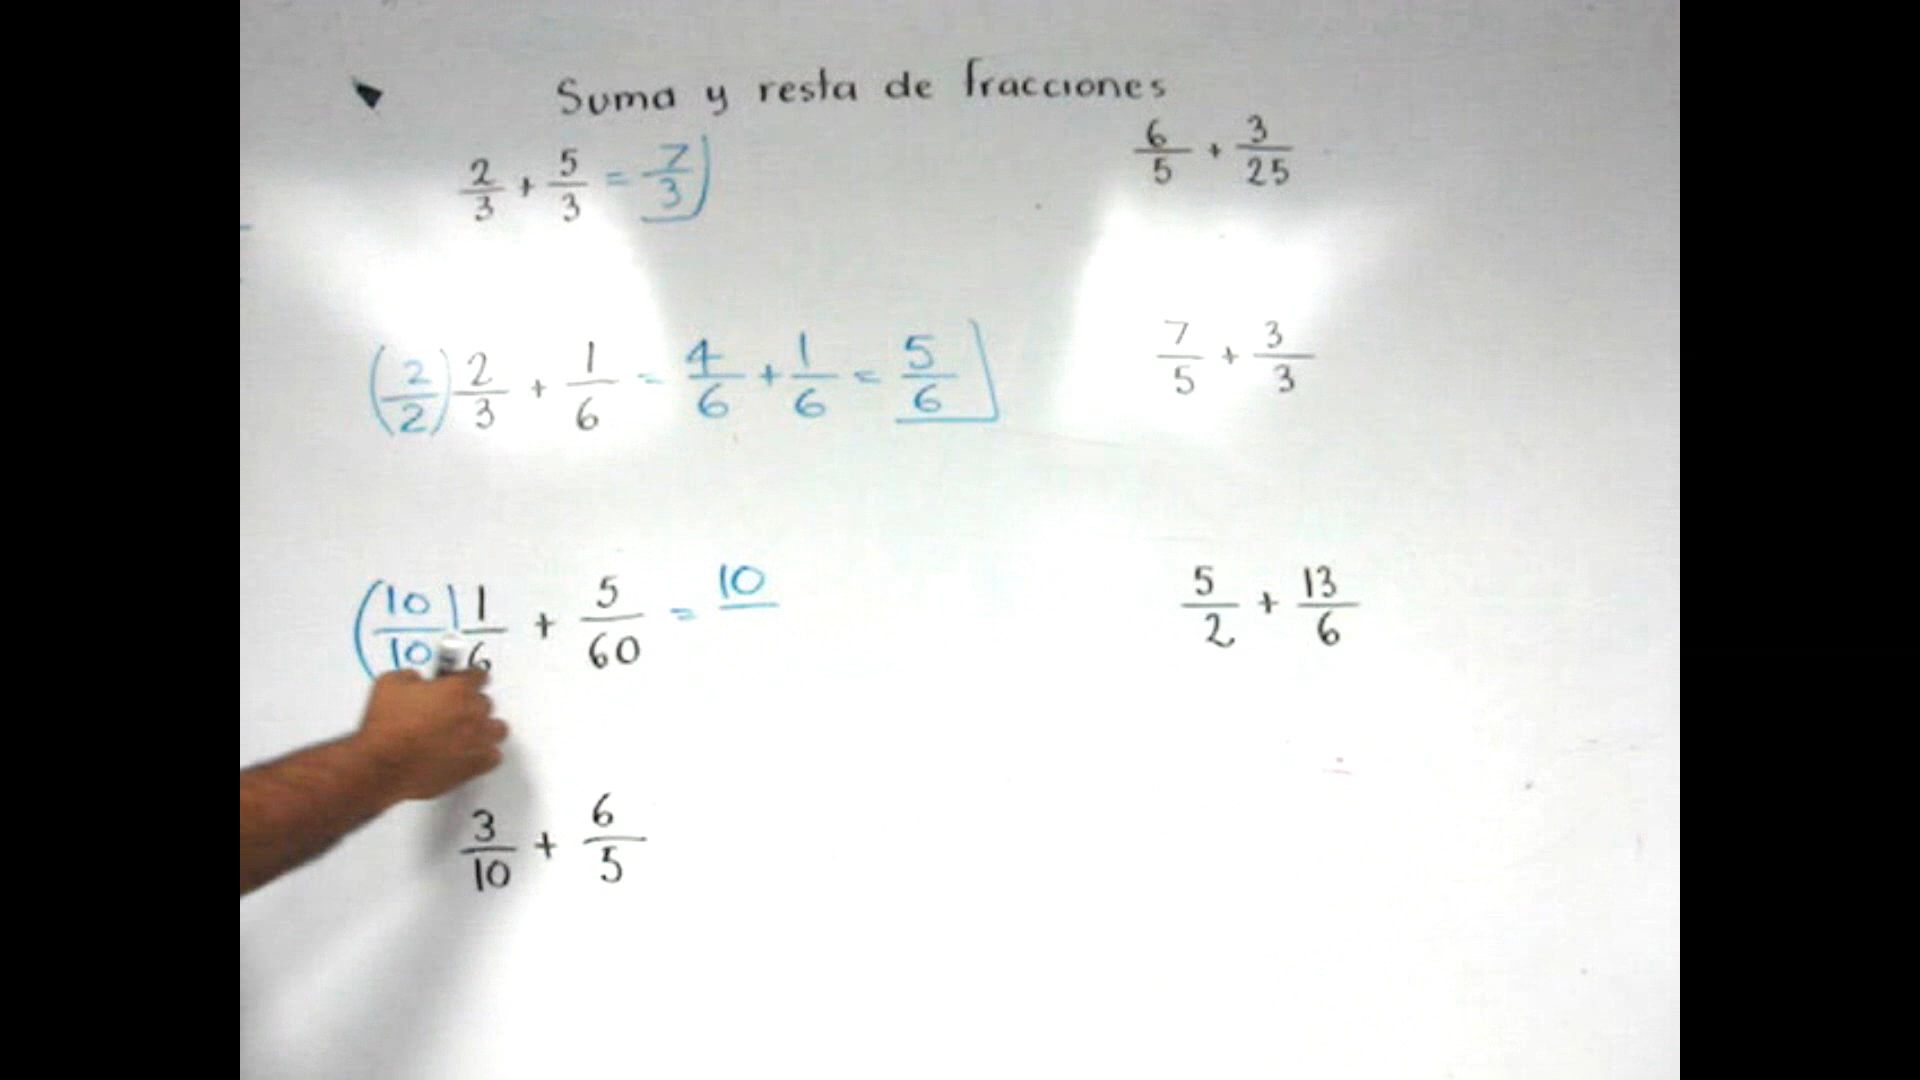 Suma y resta de fracciones
2/3 + 5/3 = 7/3
(2/2) 2/3 + 1/6 = 4/6 + 1/6 = 5/6
(10/10) 1/6 + 5/60 = 10/
3/10 + 6/5
6/5 + 3/25
7/5 + 3/3
5/2 + 13/6